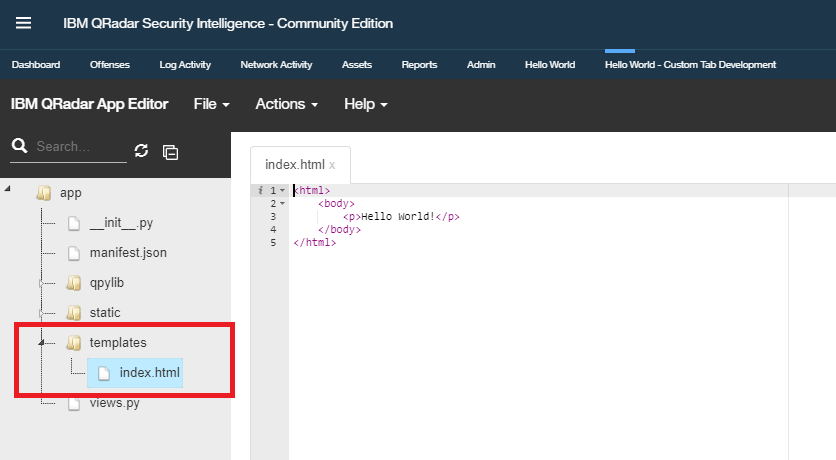 IBM QRadar Security Intelligence - Community Edition
Dashboard Offenses Log Activity Network Activity Assets Reports Admin Hello World Hello World - Custom Tab Development
IBM QRadar App Editor File Actions Help
Search...
index.html x
app
__init__.py
manifest.json
qpylib
static
templates
index.html
views.py
i 1 <html>
2 <body>
3 <p>Hello World!</p>
4 </body>
5 </html>